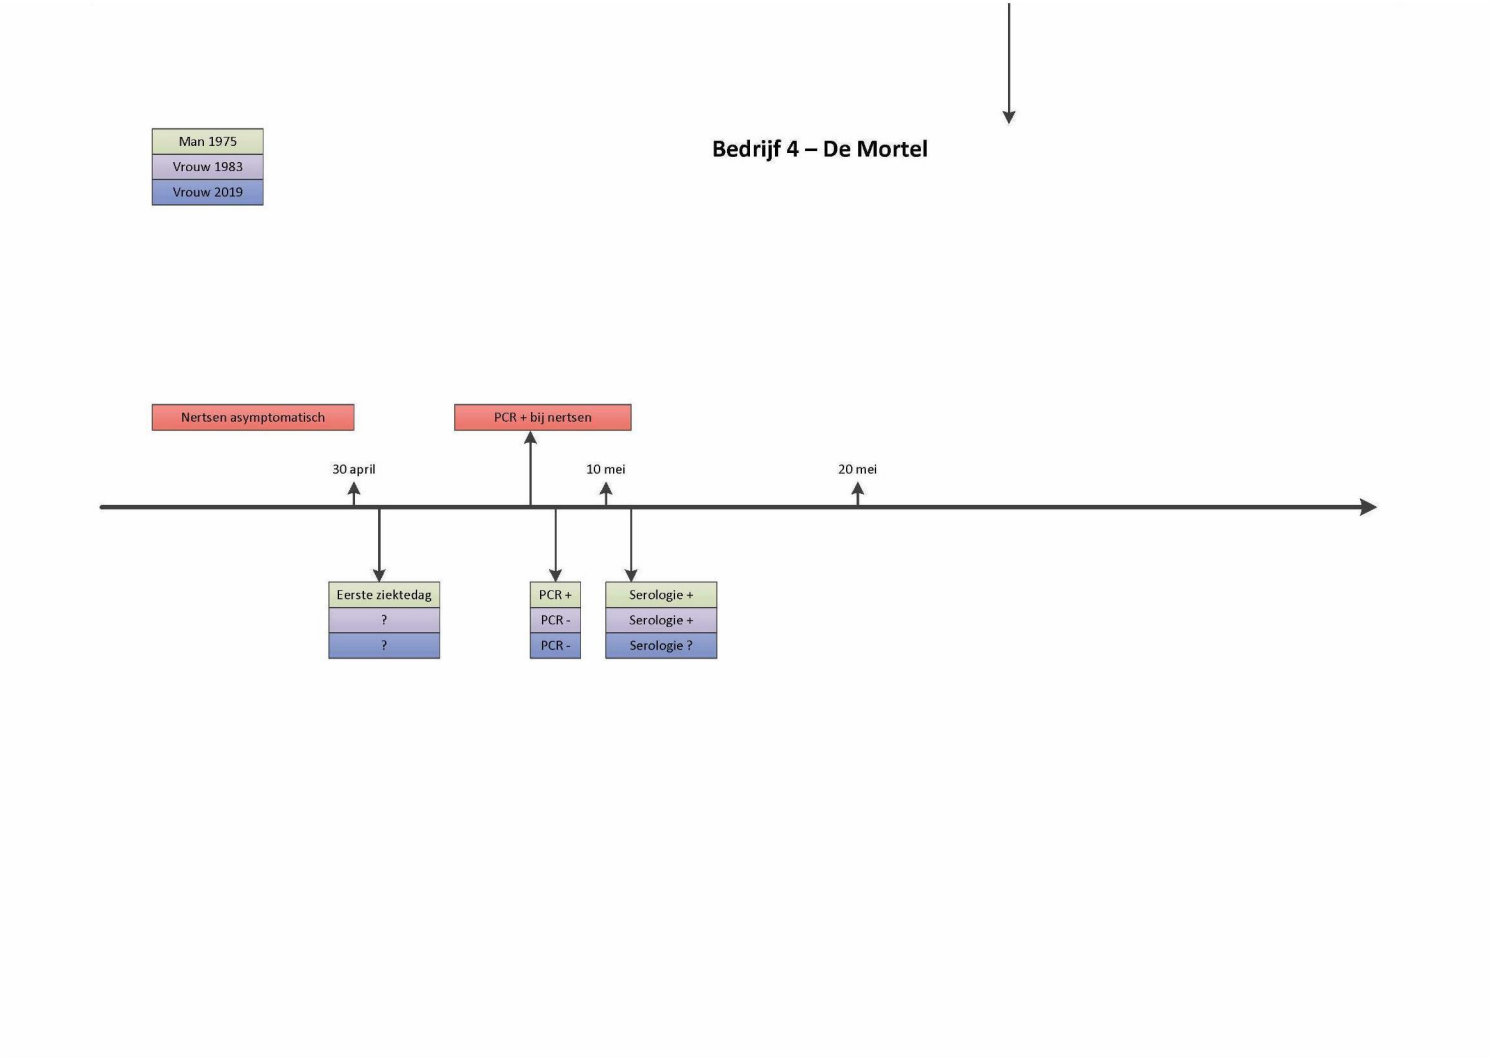 Man 1975
Vrouw 1983
Vrouw 2019
Bedrijf 4 – De Mortel
Nertsen asymptomatisch
PCR + bij nertsen
30 april
10 mei
20 mei
Eerste ziektedag
?
?
PCR +
PCR -
PCR -
Serologie +
Serologie +
Serologie ?